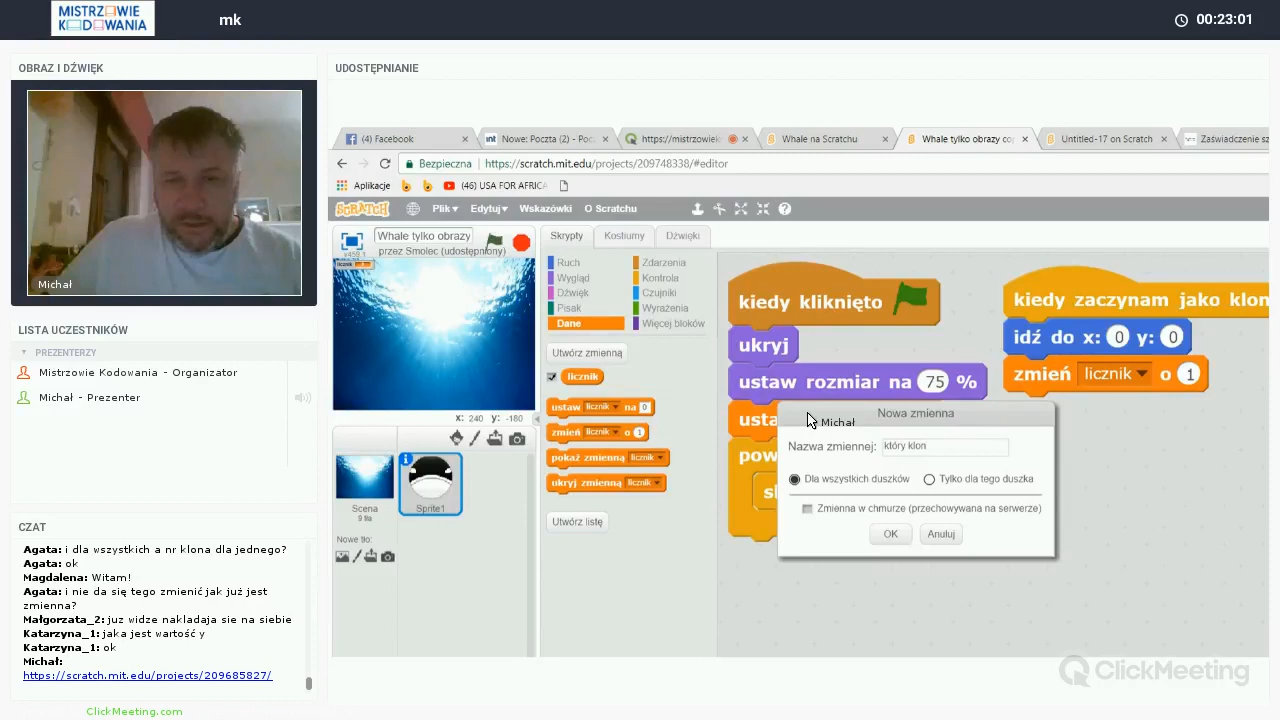 MISTRZOWIE
KODOWANIA
mk
00:23:01
OBRAZ I DŹWIĘK
Michał
LISTA UCZESTNIKÓW
PREZENTERZY
Mistrzowie Kodowania - Organizator
Michał - Prezenter
CZAT
Agata: i dla wszystkich a nr klona dla jednego?
Agata: ok
Magdalena: Witam!
Agata: i nie da się tego zmienić jak już jest
zmienna?
Małgorzata_2: juz widze nakladaja sie na siebie
Katarzyna_1: jaka jest wartość y
Katarzyna_1: ok
Michał:
https://scratch.mit.edu/projects/209685827/
ClickMeeting.com
UDOSTĘPNIANIE
(4) Facebook
Nowe: Poczta (2) - Pocz
https://mistrzowie
Whale na Scratchu
Whale tylko obrazy co
Untitled-17 on Scratch
Zaświadczenie sz
Bezpieczna https://scratch.mit.edu/projects/209748338/#editor
Aplikacje
(46) USA FOR AFRICA
SCRATCH
Plik Edytuj Wskazówki O Scratchu
Whale tylko obrazy
przez Smolec (udostępniony)
v459.1
licznik
x: 240 y: -180
Scena
9 tła
Sprite1
Nowe tło:
Skrypty Kostiumy Dźwięki
Ruch Zdarzenia
Wygląd Kontrola
Dźwięk Czujniki
Pisak Wyrażenia
Dane Więcej bloków
Utwórz zmienną
licznik
ustaw licznik na 0
zmień licznik o 1
pokaż zmienną licznik
ukryj zmienną licznik
Utwórz listę
kiedy kliknięto
ukryj
ustaw rozmiar na 75 %
usta
pow
kiedy zaczynam jako klon
idź do x: 0 y: 0
zmień licznik o 1
Nowa zmienna
Michał
Nazwa zmiennej: który klon
Dla wszystkich duszków Tylko dla tego duszka
Zmienna w chmurze (przechowywana na serwerze)
OK Anuluj
ClickMeeting